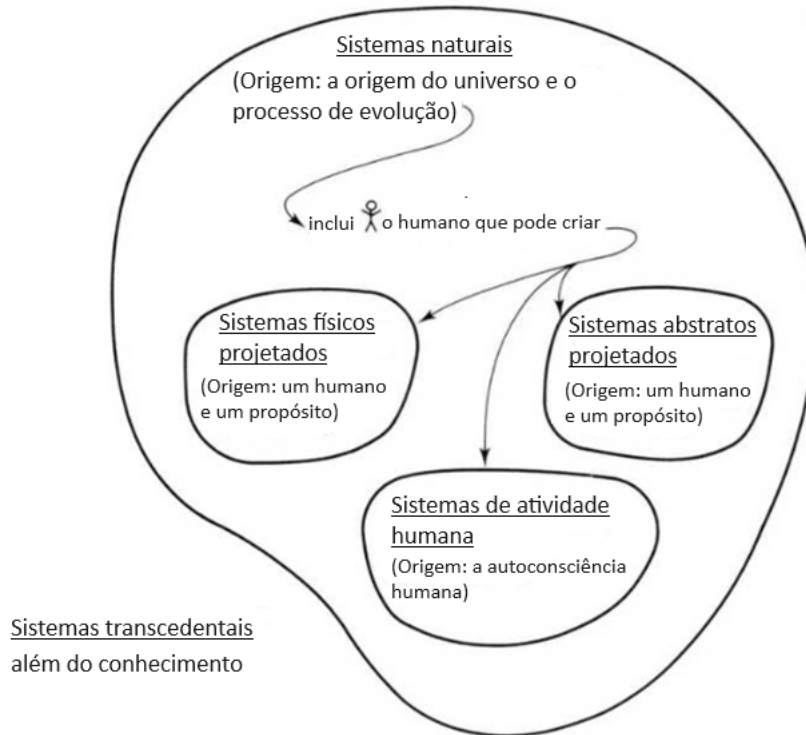 Sistemas naturais
(Origem: a origem do universo e o
processo de evolução)
inclui o humano que pode criar
Sistemas físicos
projetados
(Origem: um humano
e um propósito)
Sistemas abstratos
projetados
(Origem: um humano
e um propósito)
Sistemas de atividade
humana
(Origem: a autoconsciência
humana)
Sistemas transcedentais
além do conhecimento